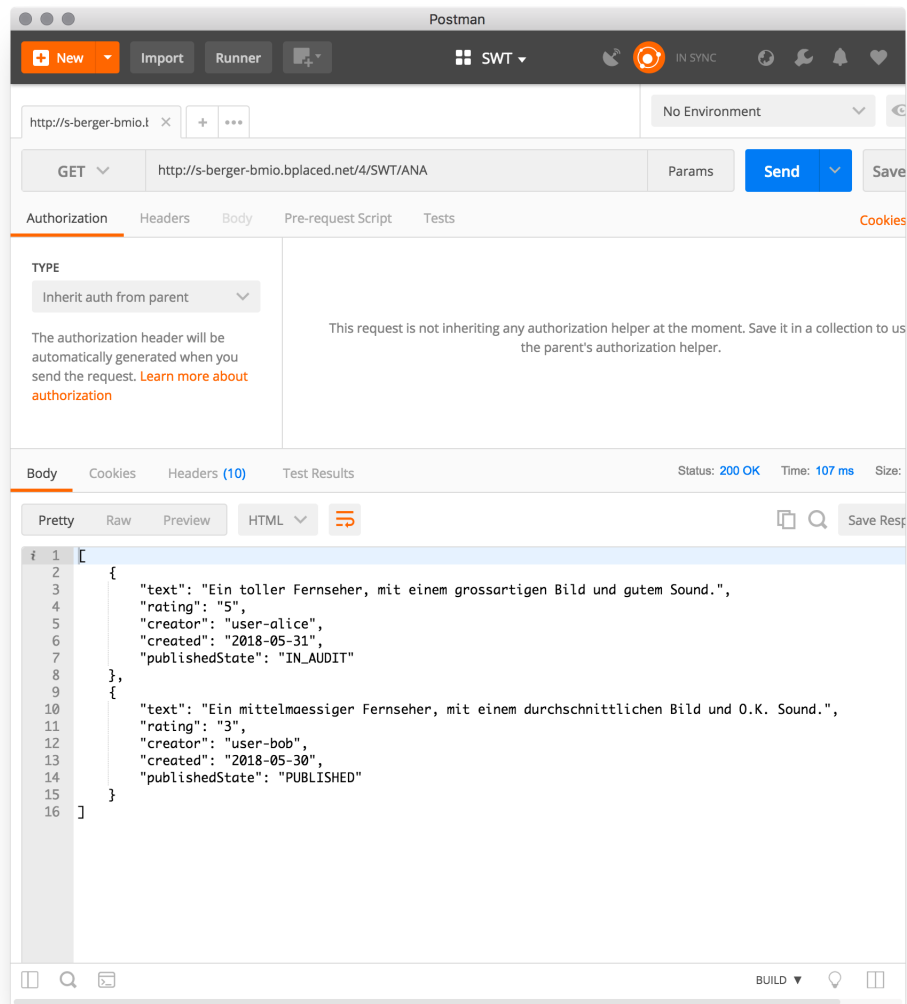 Postman
New Import Runner SWT IN SYNC
http://s-berger-bmio.b No Environment
GET http://s-berger-bmio.bplaced.net/4/SWT/ANA Params Send Save
Authorization Headers Body Pre-request Script Tests Cookies
TYPE
Inherit auth from parent
The authorization header will be
automatically generated when you
send the request. Learn more about
authorization
This request is not inheriting any authorization helper at the moment. Save it in a collection to us
the parent's authorization helper.
Body Cookies Headers (10) Test Results Status: 200 OK Time: 107 ms Size:
Pretty Raw Preview HTML Save Resp
i 1 [
2 {
3 "text": "Ein toller Fernseher, mit einem grossartigen Bild und gutem Sound.",
4 "rating": "5",
5 "creator": "user-alice",
6 "created": "2018-05-31",
7 "publishedState": "IN_AUDIT"
8 },
9 {
10 "text": "Ein mittelmaessiger Fernseher, mit einem durchschnittlichen Bild und O.K. Sound.",
11 "rating": "3",
12 "creator": "user-bob",
13 "created": "2018-05-30",
14 "publishedState": "PUBLISHED"
15 }
16 ]
BUILD